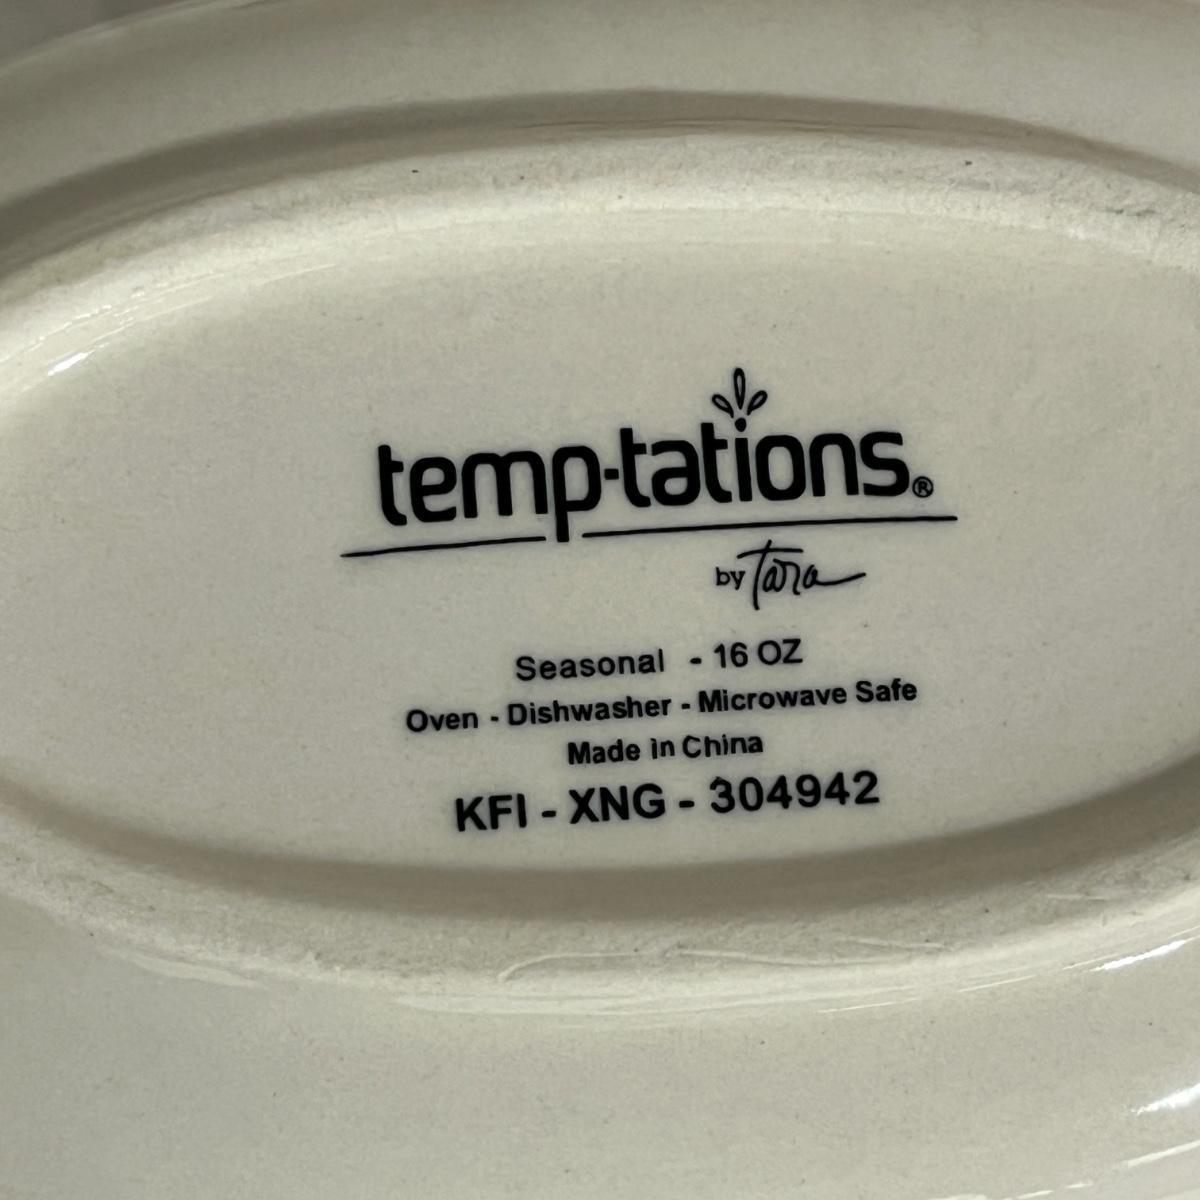 temp-tations®
by Tara
Seasonal - 16 OZ
Oven - Dishwasher - Microwave Safe
Made in China
KFI - XNG - 304942